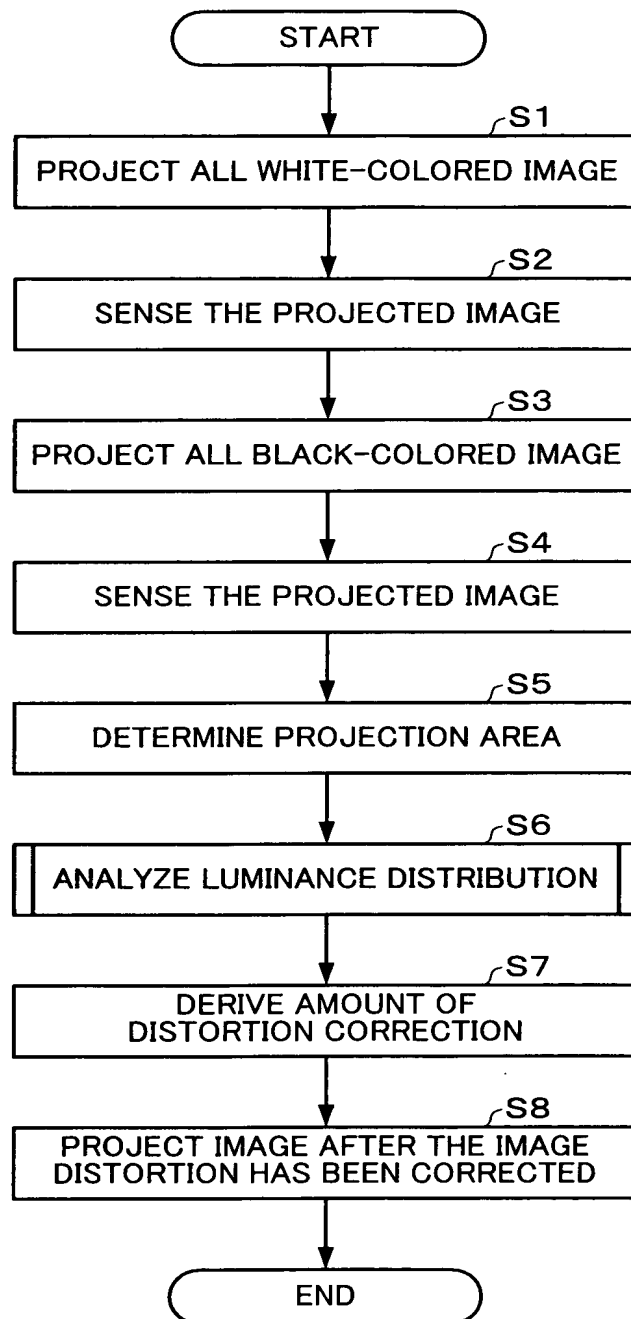 START
S1
PROJECT ALL WHITE-COLORED IMAGE
S2
SENSE THE PROJECTED IMAGE
S3
PROJECT ALL BLACK-COLORED IMAGE
S4
SENSE THE PROJECTED IMAGE
S5
DETERMINE PROJECTION AREA
S6
ANALYZE LUMINANCE DISTRIBUTION
S7
DERIVE AMOUNT OF
DISTORTION CORRECTION
S8
PROJECT IMAGE AFTER THE IMAGE
DISTORTION HAS BEEN CORRECTED
END